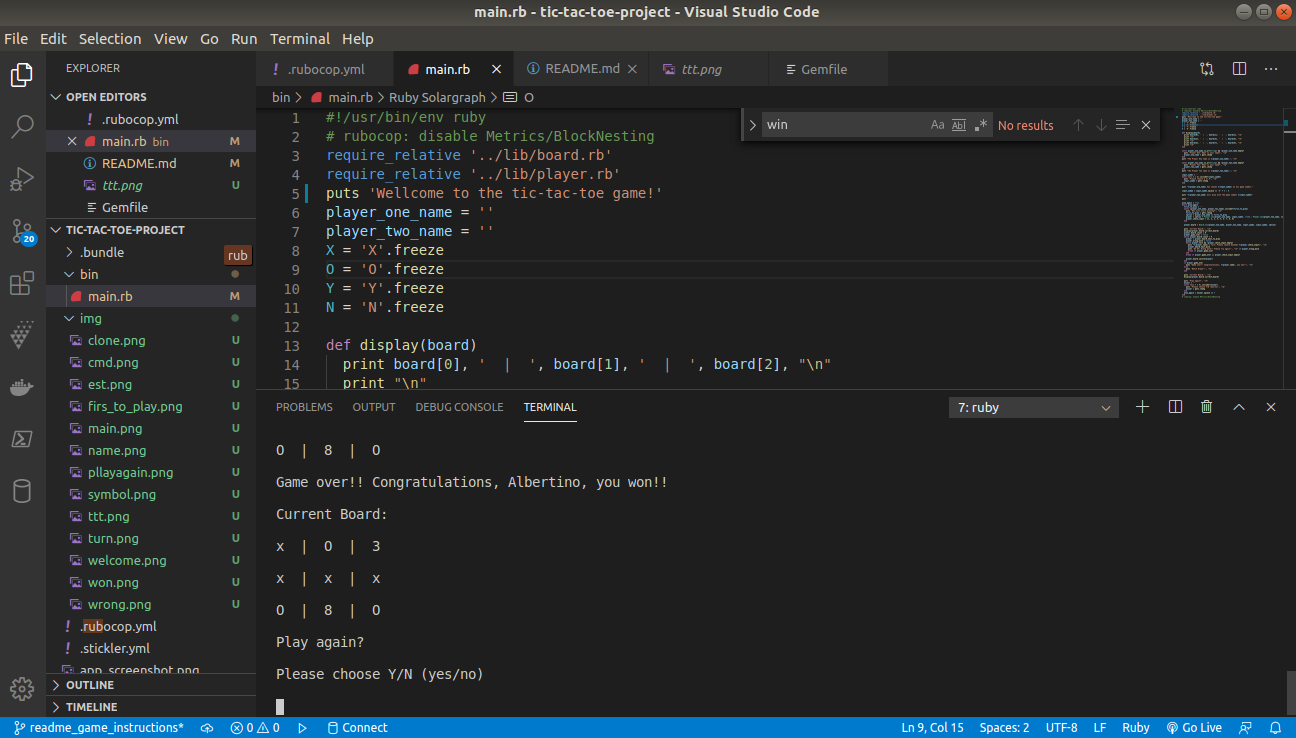 main.rb - tic-tac-toe-project - Visual Studio Code
File Edit Selection View Go Run Terminal Help
EXPLORER
OPEN EDITORS
! .rubocop.yml
main.rb bin M
README.md M
ttt.png U
Gemfile
TIC-TAC-TOE-PROJECT
.bundle
rub
bin
main.rb M
img
clone.png U
cmd.png U
est.png U
firs_to_play.png U
main.png U
name.png U
pllayagain.png U
symbol.png U
ttt.png U
turn.png U
welcome.png U
won.png U
wrong.png U
! .rubocop.yml
! .stickler.yml
app_screenshot.png
OUTLINE
TIMELINE
20
! .rubocop.yml main.rb README.md ttt.png Gemfile
bin > main.rb > Ruby Solargraph > O
win Aa Abl .* No results
1 #!/usr/bin/env ruby
2 # rubocop: disable Metrics/BlockNesting
3 require_relative '../lib/board.rb'
4 require_relative '../lib/player.rb'
5 puts 'Wellcome to the tic-tac-toe game!'
6 player_one_name = ''
7 player_two_name = ''
8 X = 'X'.freeze
9 O = 'O'.freeze
10 Y = 'Y'.freeze
11 N = 'N'.freeze
12
13 def display(board)
14 print board[0], '  |  ', board[1], '  |  ', board[2], "\n"
15 print "\n"
PROBLEMS OUTPUT DEBUG CONSOLE TERMINAL 7: ruby
O | 8 | O
Game over!! Congratulations, Albertino, you won!!
Current Board:
x | O | 3
x | x | x
O | 8 | O
Play again?
Please choose Y/N (yes/no)
readme_game_instructions* 0 0 Connect Ln 9, Col 15 Spaces: 2 UTF-8 LF Ruby Go Live